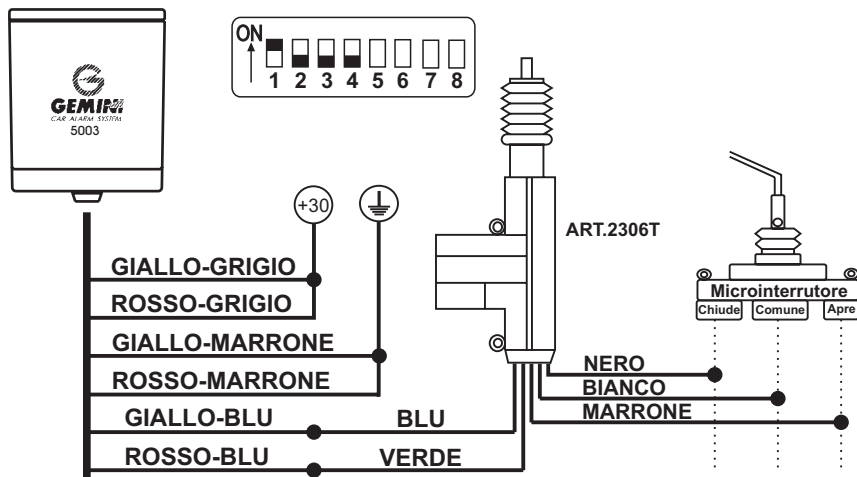 ON
1 2 3 4 5 6 7 8
GEMINI
CAR ALARM SYSTEM
5003
+30
ART.2306T
GIALLO-GRIGIO
ROSSO-GRIGIO
GIALLO-MARRONE
ROSSO-MARRONE
GIALLO-BLU
BLU
ROSSO-BLU
VERDE
Microinterrutore
Chiude Comune Apre
NERO
BIANCO
MARRONE